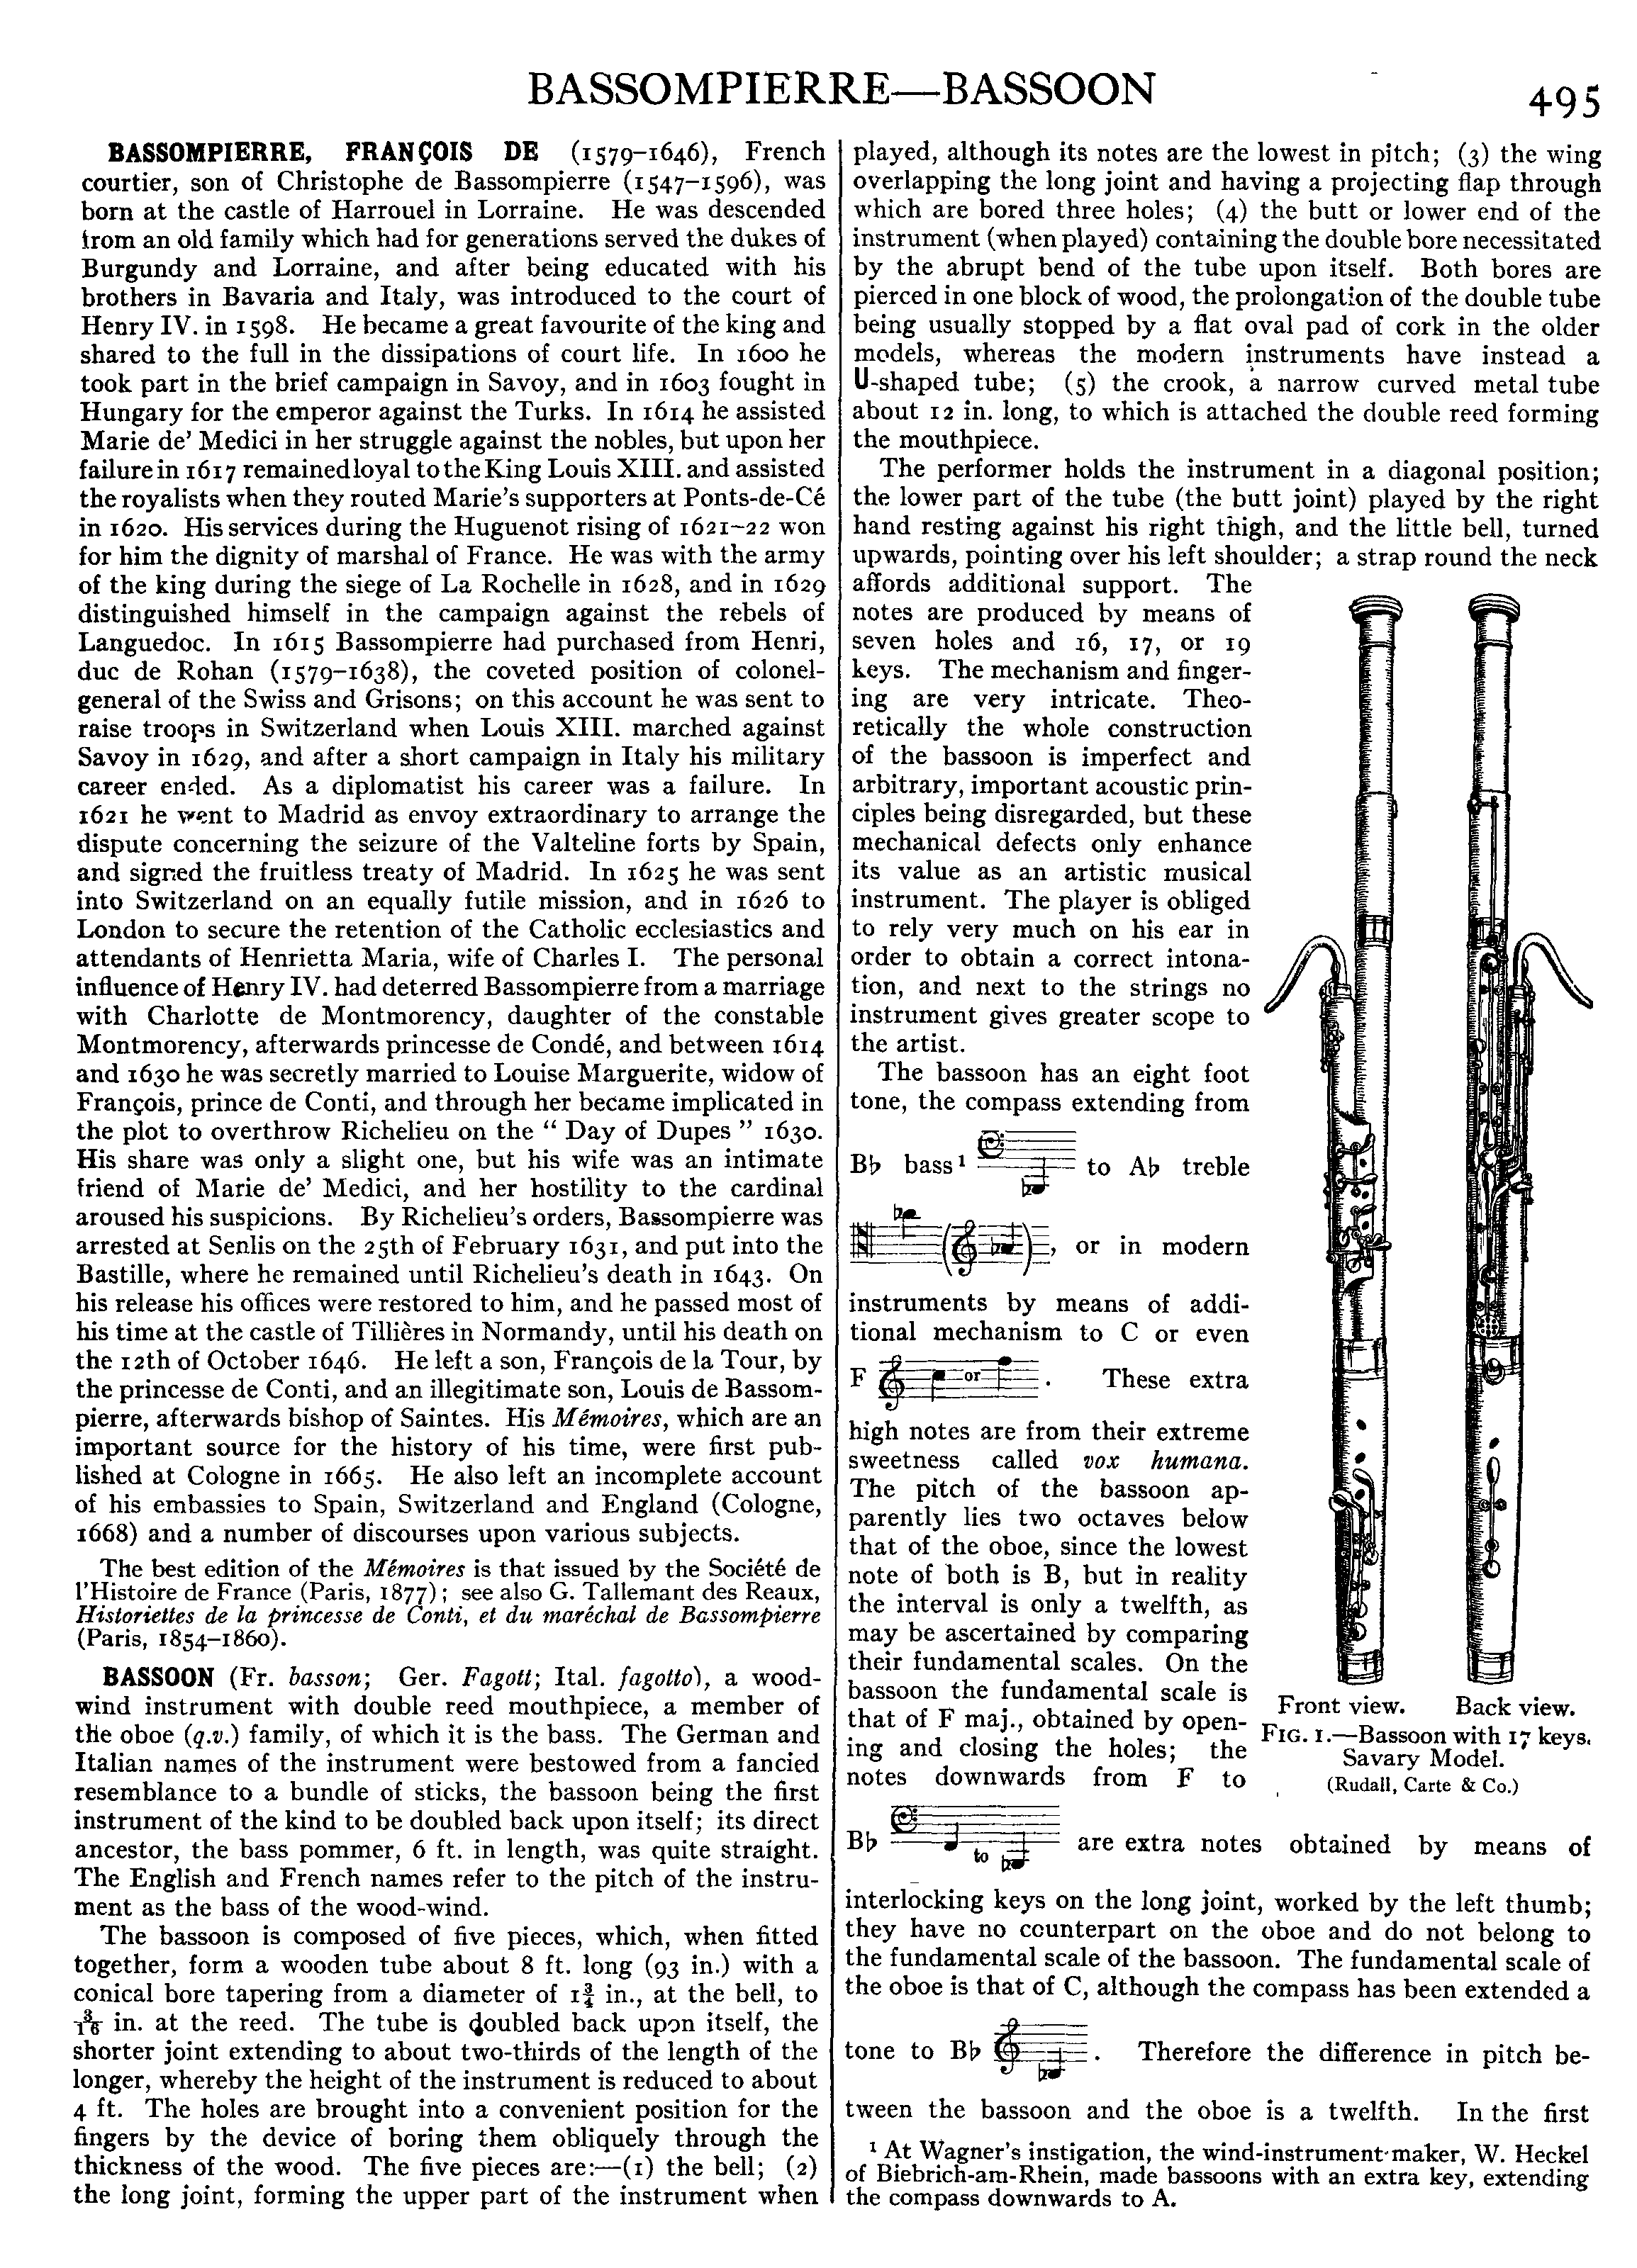 BASSOMPIERRE—BASSOON
495
BASSOMPIERRE, FRANÇOIS DE (1579–1646), French
courtier, son of Christophe de Bassompierre (1547–1596), was
born at the castle of Harrouel in Lorraine. He was descended
from an old family which had for generations served the dukes of
Burgundy and Lorraine, and after being educated with his
brothers in Bavaria and Italy, was introduced to the court of
Henry IV. in 1598. He became a great favourite of the king and
shared to the full in the dissipations of court life. In 1600 he
took part in the brief campaign in Savoy, and in 1603 fought in
Hungary for the emperor against the Turks. In 1614 he assisted
Marie de' Medici in her struggle against the nobles, but upon her
failure in 1617 remained loyal to the King Louis XIII. and assisted
the royalists when they routed Marie's supporters at Ponts-de-Cé
in 1620. His services during the Huguenot rising of 1621–22 won
for him the dignity of marshal of France. He was with the army
of the king during the siege of La Rochelle in 1628, and in 1629
distinguished himself in the campaign against the rebels of
Languedoc. In 1615 Bassompierre had purchased from Henri,
duc de Rohan (1579–1638), the coveted position of colonel-
general of the Swiss and Grisons; on this account he was sent to
raise troops in Switzerland when Louis XIII. marched against
Savoy in 1629, and after a short campaign in Italy his military
career ended. As a diplomatist his career was a failure. In
1621 he went to Madrid as envoy extraordinary to arrange the
dispute concerning the seizure of the Valteline forts by Spain,
and signed the fruitless treaty of Madrid. In 1625 he was sent
into Switzerland on an equally futile mission, and in 1626 to
London to secure the retention of the Catholic ecclesiastics and
attendants of Henrietta Maria, wife of Charles I. The personal
influence of Henry IV. had deterred Bassompierre from a marriage
with Charlotte de Montmorency, daughter of the constable
Montmorency, afterwards princesse de Condé, and between 1614
and 1630 he was secretly married to Louise Marguerite, widow of
François, prince de Conti, and through her became implicated in
the plot to overthrow Richelieu on the " Day of Dupes " 1630.
His share was only a slight one, but his wife was an intimate
friend of Marie de' Medici, and her hostility to the cardinal
aroused his suspicions. By Richelieu's orders, Bassompierre was
arrested at Senlis on the 25th of February 1631, and put into the
Bastille, where he remained until Richelieu's death in 1643. On
his release his offices were restored to him, and he passed most of
his time at the castle of Tillières in Normandy, until his death on
the 12th of October 1646. He left a son, François de la Tour, by
the princesse de Conti, and an illegitimate son, Louis de Bassom-
pierre, afterwards bishop of Saintes. His Mémoires, which are an
important source for the history of his time, were first pub-
lished at Cologne in 1665. He also left an incomplete account
of his embassies to Spain, Switzerland and England (Cologne,
1668) and a number of discourses upon various subjects.
The best edition of the Mémoires is that issued by the Société de
l'Histoire de France (Paris, 1877); see also G. Tallemant des Reaux,
Historiettes de la princesse de Conti, et du maréchal de Bassompierre
(Paris, 1854–1860).
BASSOON (Fr. basson; Ger. Fagott; Ital. fagotto), a wood-
wind instrument with double reed mouthpiece, a member of
the oboe (q.v.) family, of which it is the bass. The German and
Italian names of the instrument were bestowed from a fancied
resemblance to a bundle of sticks, the bassoon being the first
instrument of the kind to be doubled back upon itself; its direct
ancestor, the bass pommer, 6 ft. in length, was quite straight.
The English and French names refer to the pitch of the instru-
ment as the bass of the wood-wind.
The bassoon is composed of five pieces, which, when fitted
together, form a wooden tube about 8 ft. long (93 in.) with a
conical bore tapering from a diameter of 1¾ in., at the bell, to
3/16 in. at the reed. The tube is doubled back upon itself, the
shorter joint extending to about two-thirds of the length of the
longer, whereby the height of the instrument is reduced to about
4 ft. The holes are brought into a convenient position for the
fingers by the device of boring them obliquely through the
thickness of the wood. The five pieces are:—(1) the bell; (2)
the long joint, forming the upper part of the instrument when
played, although its notes are the lowest in pitch; (3) the wing
overlapping the long joint and having a projecting flap through
which are bored three holes; (4) the butt or lower end of the
instrument (when played) containing the double bore necessitated
by the abrupt bend of the tube upon itself. Both bores are
pierced in one block of wood, the prolongation of the double tube
being usually stopped by a flat oval pad of cork in the older
models, whereas the modern instruments have instead a
U-shaped tube; (5) the crook, a narrow curved metal tube
about 12 in. long, to which is attached the double reed forming
the mouthpiece.
The performer holds the instrument in a diagonal position;
the lower part of the tube (the butt joint) played by the right
hand resting against his right thigh, and the little bell, turned
upwards, pointing over his left shoulder; a strap round the neck
affords additional support. The
notes are produced by means of
seven holes and 16, 17, or 19
keys. The mechanism and finger-
ing are very intricate. Theo-
retically the whole construction
of the bassoon is imperfect and
arbitrary, important acoustic prin-
ciples being disregarded, but these
mechanical defects only enhance
its value as an artistic musical
instrument. The player is obliged
to rely very much on his ear in
order to obtain a correct intona-
tion, and next to the strings no
instrument gives greater scope to
the artist.
The bassoon has an eight foot
tone, the compass extending from
B♭ bass¹ to A♭ treble
( ), or in modern
instruments by means of addi-
tional mechanism to C or even
F or . These extra
high notes are from their extreme
sweetness called vox humana.
The pitch of the bassoon ap-
parently lies two octaves below
that of the oboe, since the lowest
note of both is B, but in reality
the interval is only a twelfth, as
may be ascertained by comparing
their fundamental scales. On the
bassoon the fundamental scale is
that of F maj., obtained by open-
ing and closing the holes; the
notes downwards from F to
B♭ to are extra notes obtained by means of
interlocking keys on the long joint, worked by the left thumb;
they have no counterpart on the oboe and do not belong to
the fundamental scale of the bassoon. The fundamental scale of
the oboe is that of C, although the compass has been extended a
tone to B♭ . Therefore the difference in pitch be-
tween the bassoon and the oboe is a twelfth. In the first
Front view. Back view.
FIG. 1.—Bassoon with 17 keys.
Savary Model.
(Rudall, Carte & Co.)
¹ At Wagner's instigation, the wind-instrument-maker, W. Heckel
of Biebrich-am-Rhein, made bassoons with an extra key, extending
the compass downwards to A.